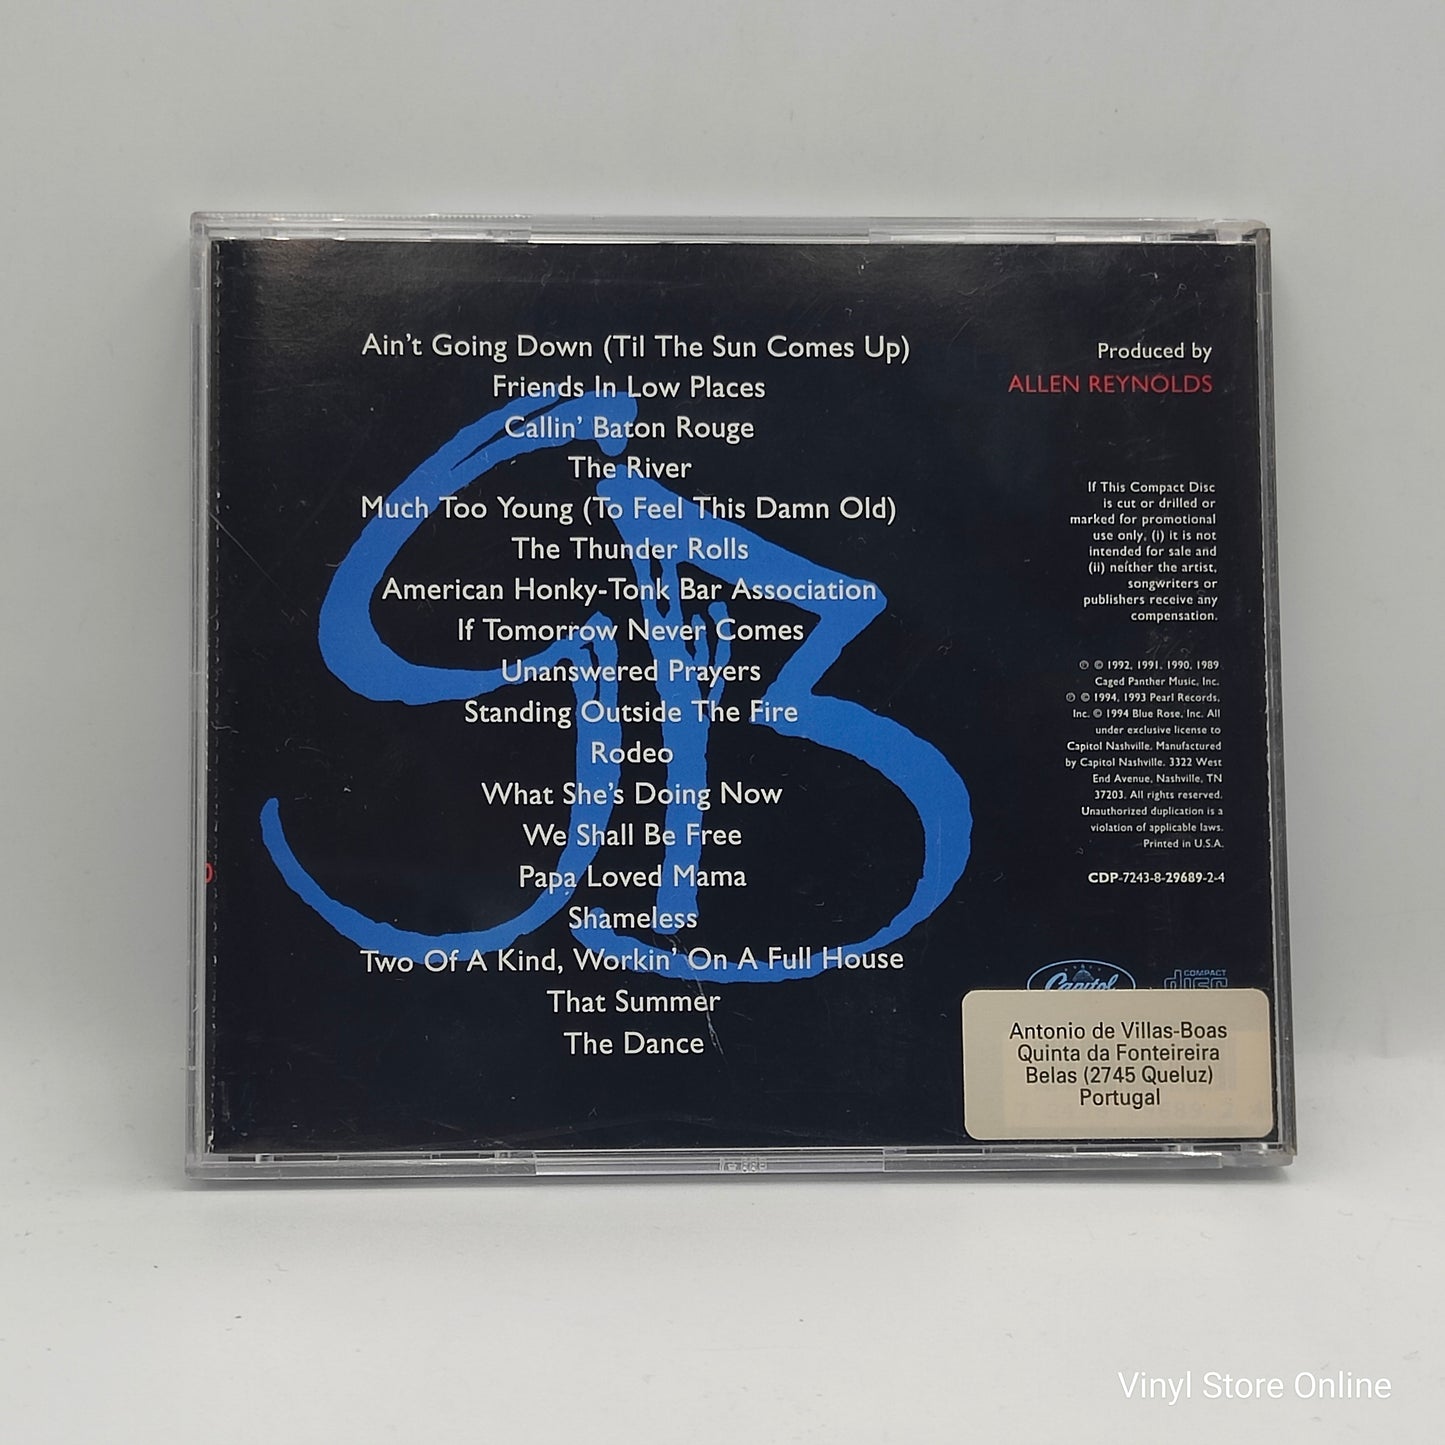 Ain't Going Down (Til The Sun Comes Up)
Friends In Low Places
Callin' Baton Rouge
The River
Much Too Young (To Feel This Damn Old)
The Thunder Rolls
American Honky-Tonk Bar Association
If Tomorrow Never Comes
Unanswered Prayers
Standing Outside The Fire
Rodeo
What She's Doing Now
We Shall Be Free
Papa Loved Mama
Shameless
Two Of A Kind, Workin' On A Full House
That Summer
The Dance
Produced by
ALLEN REYNOLDS
If This Compact Disc
is cut or drilled or
marked for promotional
use only, (i) it is not
intended for sale and
(ii) neither the artist,
songwriters or
publishers receive any
compensation.
℗ © 1992, 1991, 1990, 1989
Caged Panther Music, Inc.
℗ © 1994, 1993 Pearl Records,
Inc. © 1994 Blue Rose, Inc. All
under exclusive license to
Capitol Nashville. Manufactured
by Capitol Nashville. 3322 West
End Avenue, Nashville, TN
37203. All rights reserved.
Unauthorized duplication is a
violation of applicable laws.
Printed in U.S.A.
CDP-7243-8-29689-2-4
Capitol
COMPACT
disc
Antonio de Villas-Boas
Quinta da Fonteireira
Belas (2745 Queluz)
Portugal
GB
Vinyl Store Online